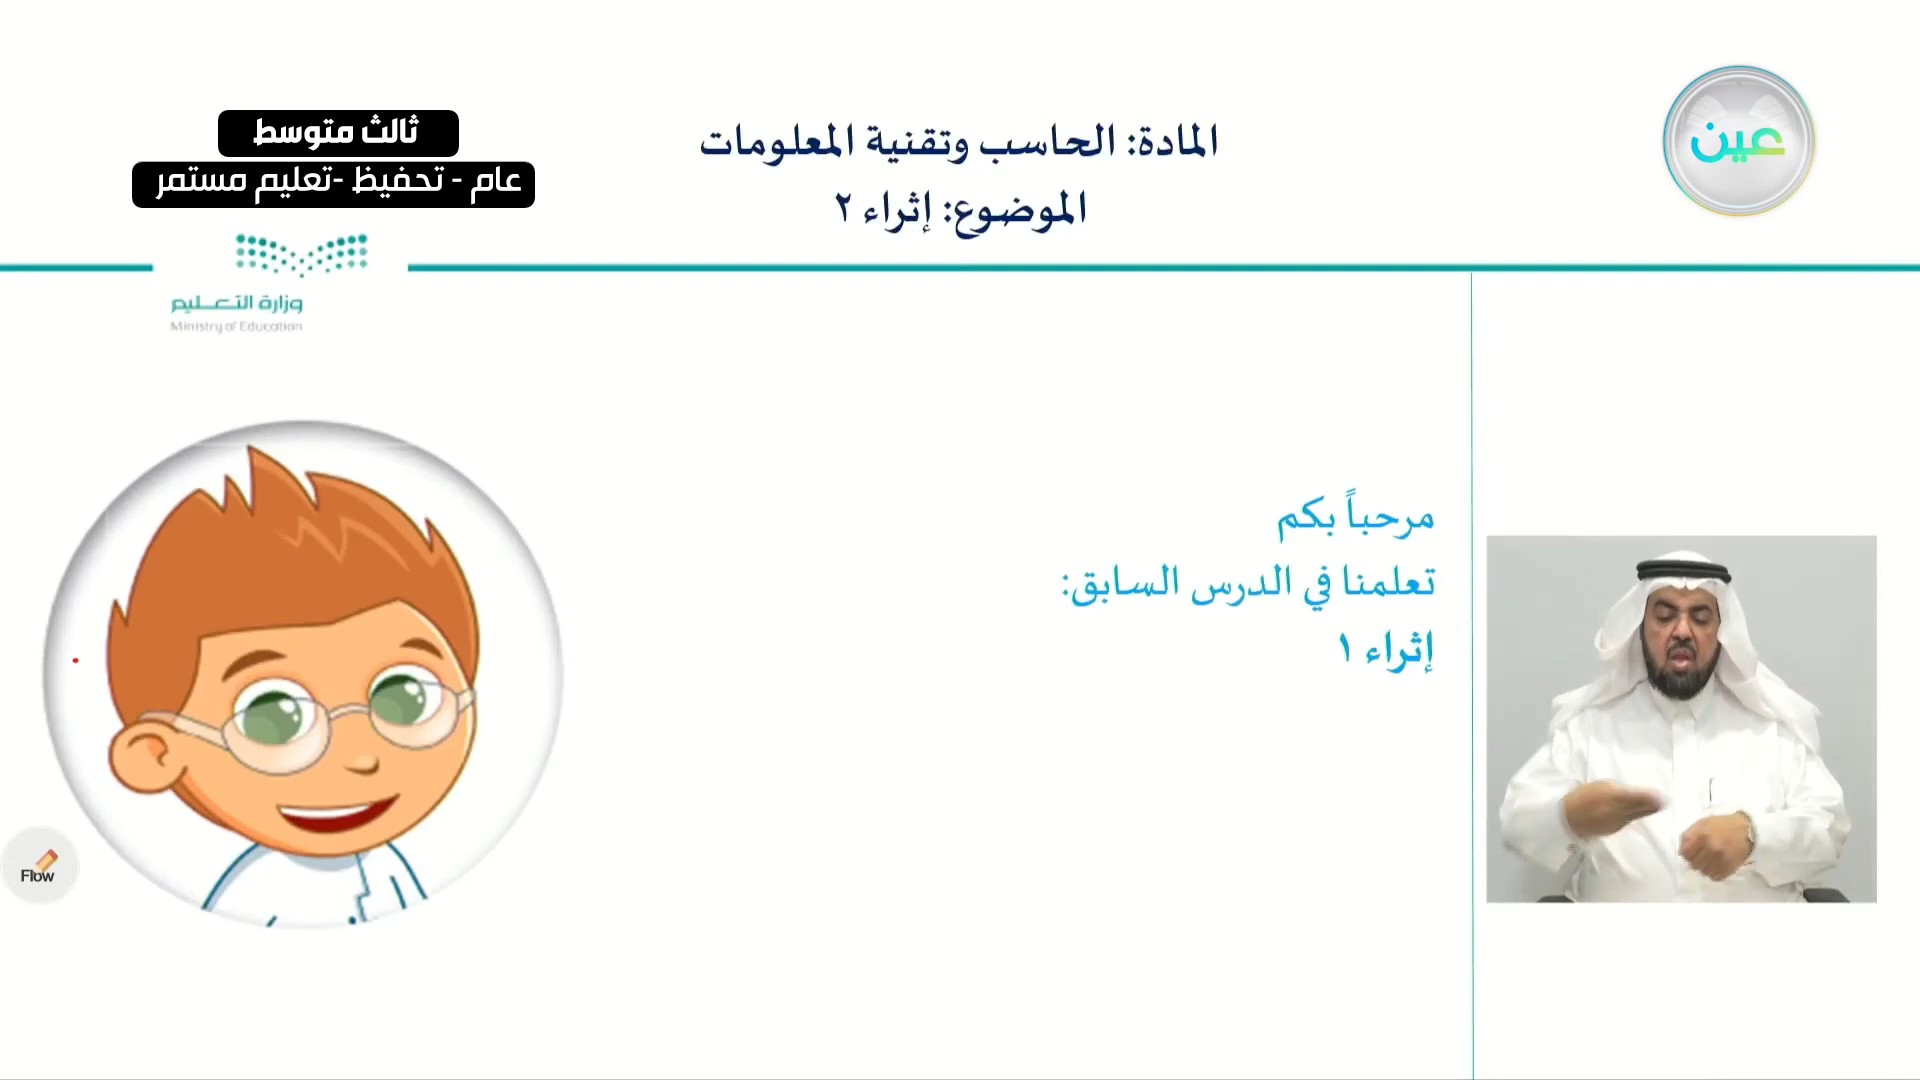 المادة: الحاسب وتقنية المعلومات
الموضوع: إثراء ٢
عين
ثالث متوسط
عام - تحفيظ -تعليم مستمر
وزارة التعليم
Ministry of Education
مرحباً بكم
تعلمنا في الدرس السابق:
إثراء ١
Flow